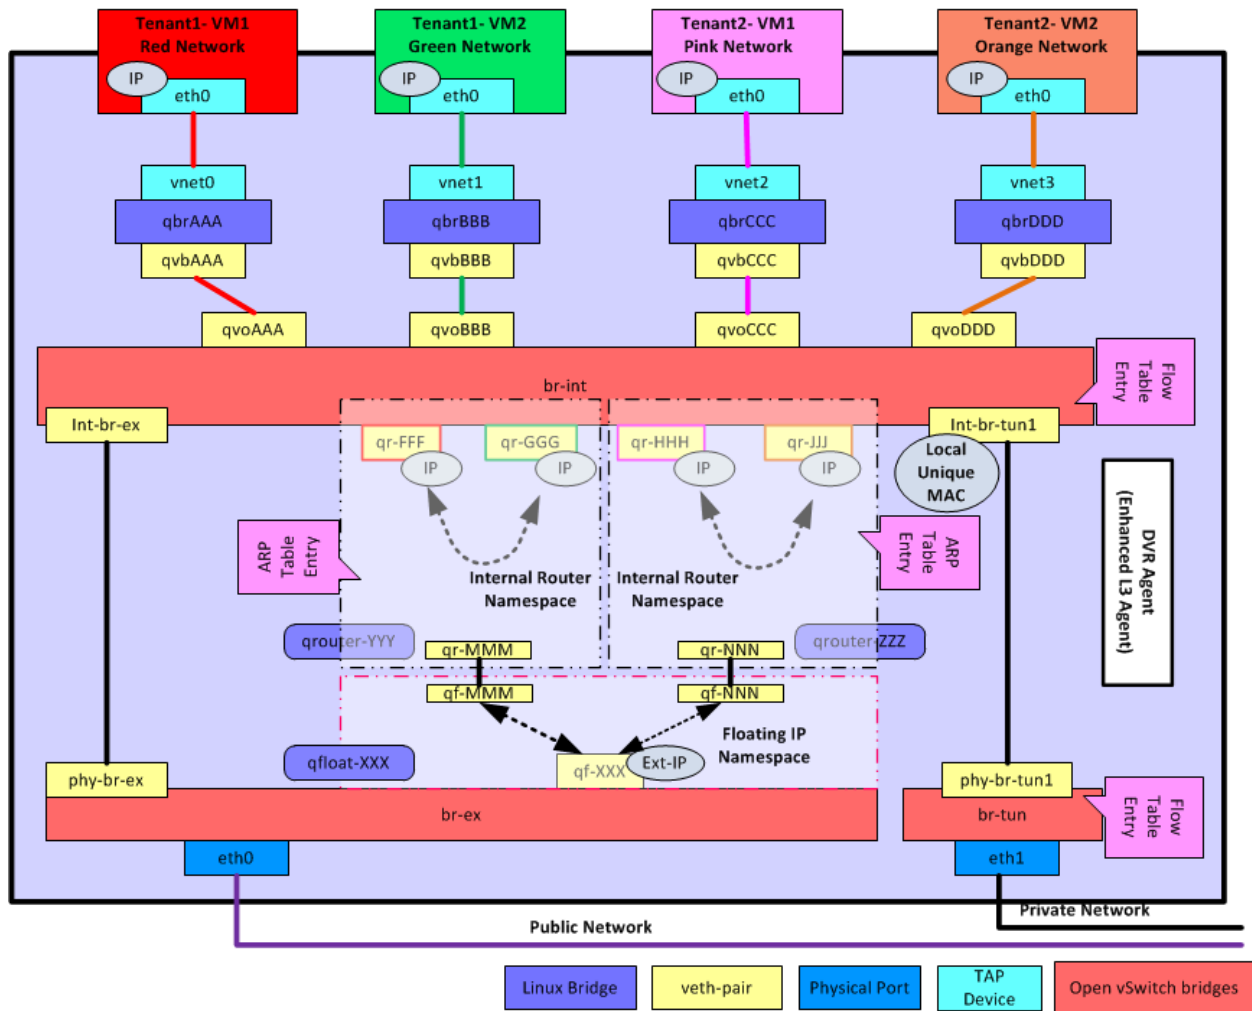 Tenant1- VM1
Red Network
IP
eth0
Tenant1- VM2
Green Network
IP
eth0
Tenant2- VM1
Pink Network
IP
eth0
Tenant2- VM2
Orange Network
IP
eth0
vnet0
vnet1
vnet2
vnet3
qbrAAA
qbrBBB
qbrCCC
qbrDDD
qvbAAA
qvbBBB
qvbCCC
qvbDDD
qvoAAA
qvoBBB
qvoCCC
qvoDDD
br-int
Flow
Table
Entry
Int-br-ex
Int-br-tun1
qr-FFF
IP
qr-GGG
IP
qr-HHH
IP
qr-JJJ
IP
Local
Unique
MAC
ARP
Table
Entry
ARP
Table
Entry
DVR Agent
(Enhanced L3 Agent)
Internal Router
Namespace
Internal Router
Namespace
qrouter-YYY
qr-MMM
qr-NNN
qrouter-ZZZ
qf-MMM
qf-NNN
Floating IP
Namespace
qfloat-XXX
qf-XXX
Ext-IP
phy-br-ex
phy-br-tun1
br-ex
br-tun
Flow
Table
Entry
eth0
eth1
Private Network
Public Network
Linux Bridge
veth-pair
Physical Port
TAP
Device
Open vSwitch bridges